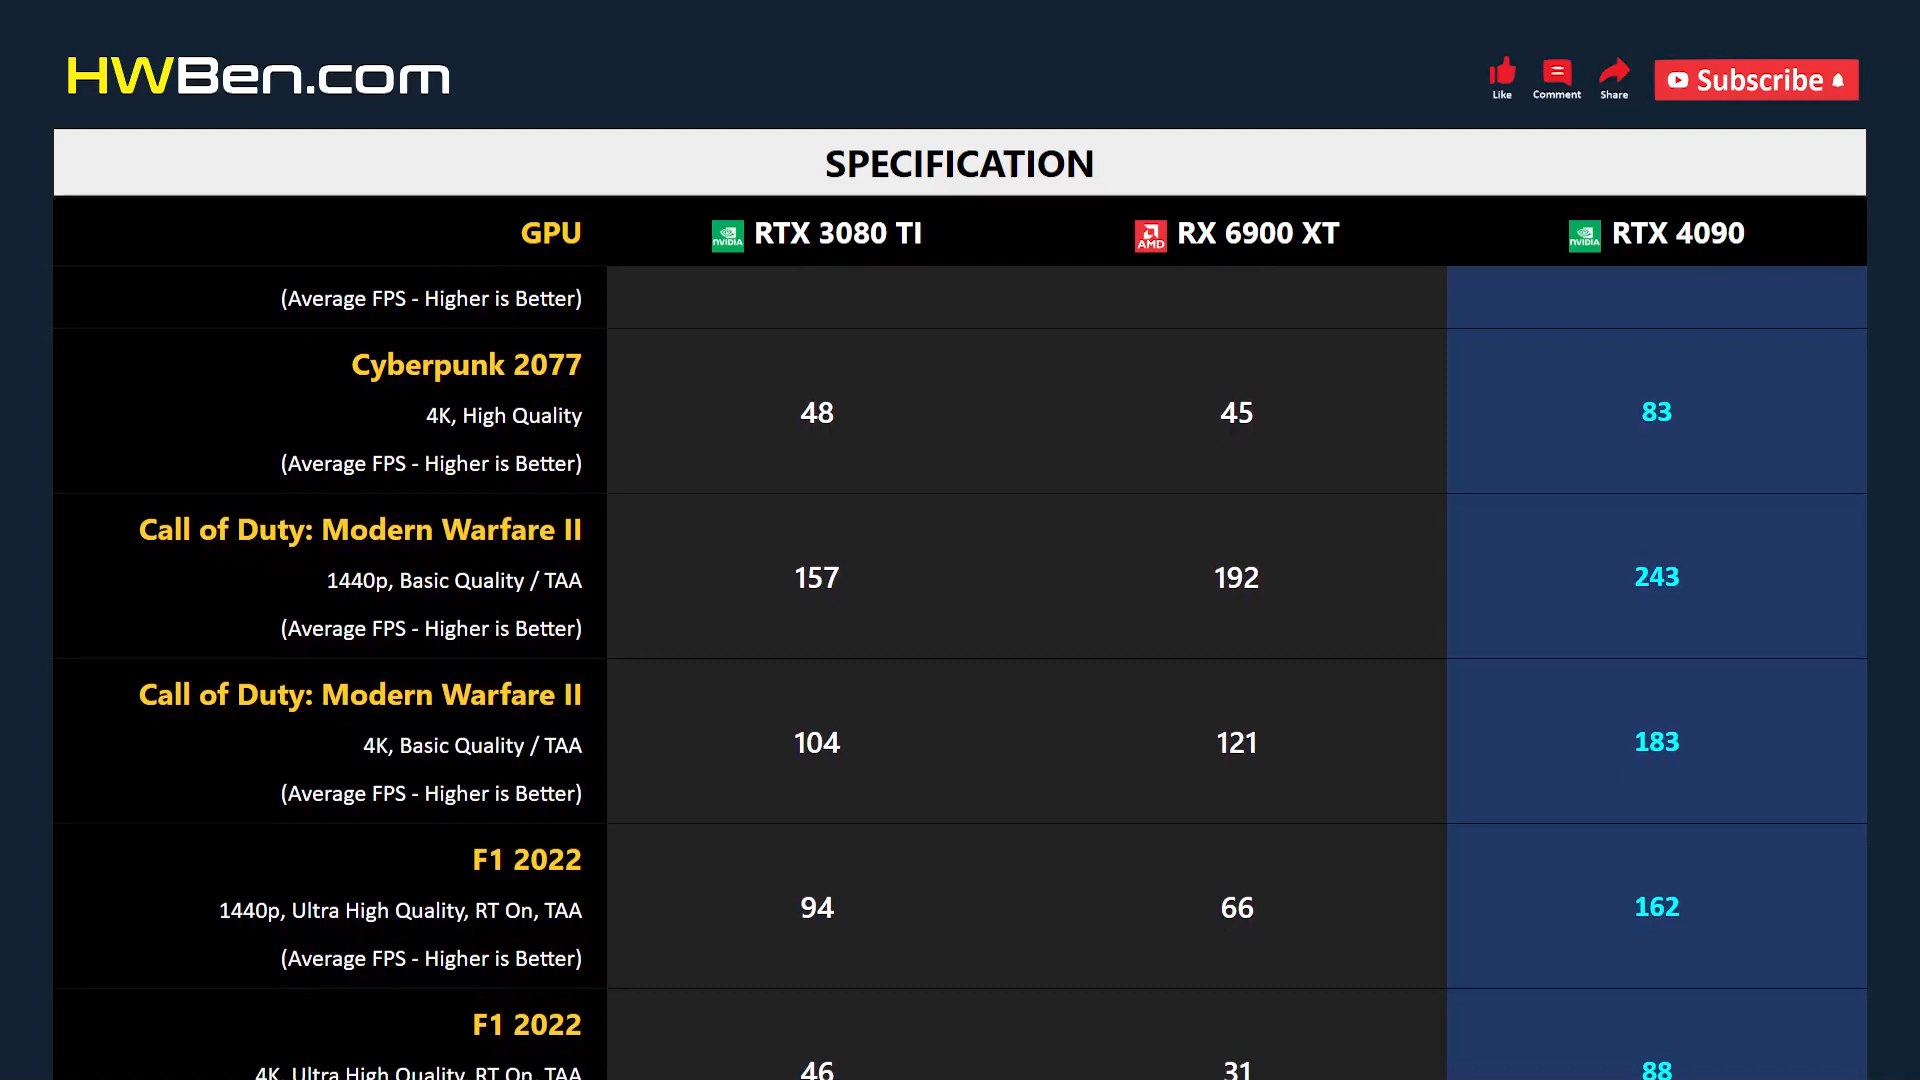 HWBen.com
Like
Comment
Share
Subscribe
SPECIFICATION
GPU
NVIDIA RTX 3080 TI
AMD RX 6900 XT
NVIDIA RTX 4090
(Average FPS - Higher is Better)
Cyberpunk 2077
4K, High Quality
(Average FPS - Higher is Better)
48
45
83
Call of Duty: Modern Warfare II
1440p, Basic Quality / TAA
(Average FPS - Higher is Better)
157
192
243
Call of Duty: Modern Warfare II
4K, Basic Quality / TAA
(Average FPS - Higher is Better)
104
121
183
F1 2022
1440p, Ultra High Quality, RT On, TAA
(Average FPS - Higher is Better)
94
66
162
F1 2022
4K, Ultra High Quality, RT On, TAA
46
31
88